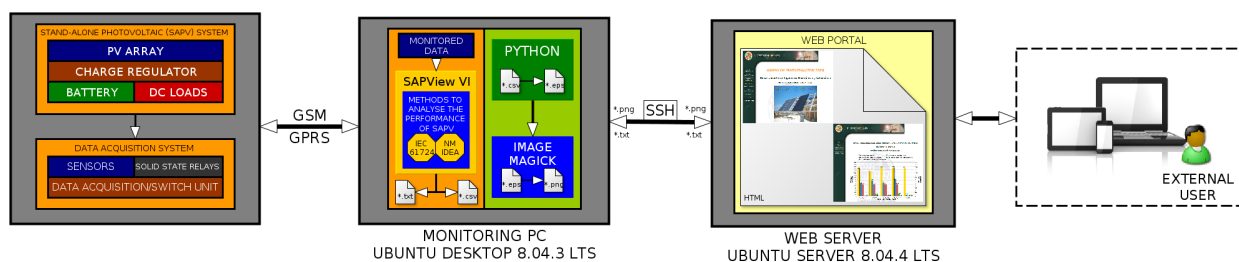 STAND-ALONE PHOTOVOLTAIC (SAPV) SYSTEM
PV ARRAY
CHARGE REGULATOR
BATTERY
DC LOADS
DATA ACQUISITION SYSTEM
SENSORS
SOLID STATE RELAYS
DATA ACQUISITION/SWITCH UNIT
GSM
GPRS
MONITORED
DATA
SAPView VI
METHODS TO
ANALYSE THE
PERFORMANCE
OF SAPV
IEC
61724
NM
IDEA
*.txt
*.csv
PYTHON
*.csv
*.eps
IMAGE
MAGICK
*.eps
*.png
MONITORING PC
UBUNTU DESKTOP 8.04.3 LTS
*.png
SSH
*.png
*.txt
*.txt
WEB PORTAL
HTML
WEB SERVER
UBUNTU SERVER 8.04.4 LTS
EXTERNAL
USER